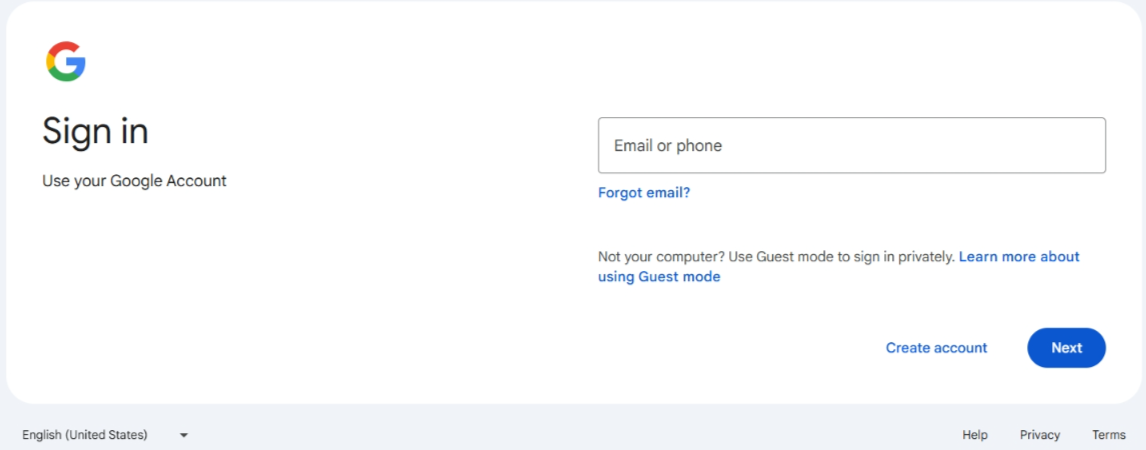 Sign in
Use your Google Account
Email or phone
Forgot email?
Not your computer? Use Guest mode to sign in privately. Learn more about
using Guest mode
Create account
Next
English (United States)
Help
Privacy
Terms